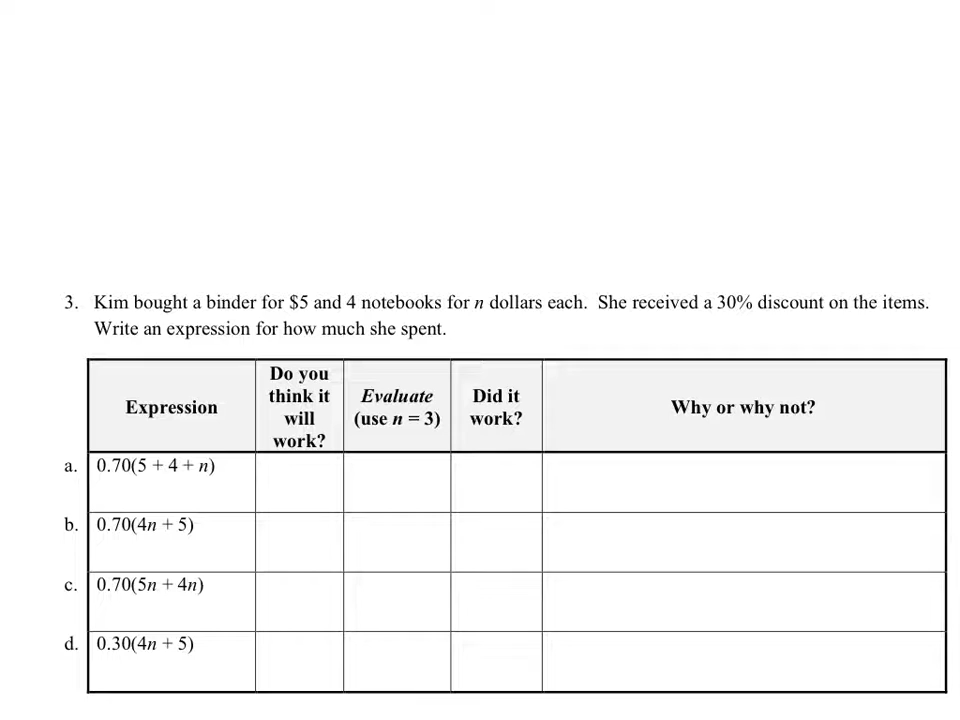 3. Kim bought a binder for $5 and 4 notebooks for n dollars each. She received a 30% discount on the items.
Write an expression for how much she spent.
Expression
Do you
think it
will
work?
Evaluate
(use n = 3)
Did it
work?
Why or why not?
a. 0.70(5 + 4 + n)
b. 0.70(4n + 5)
c. 0.70(5n + 4n)
d. 0.30(4n + 5)